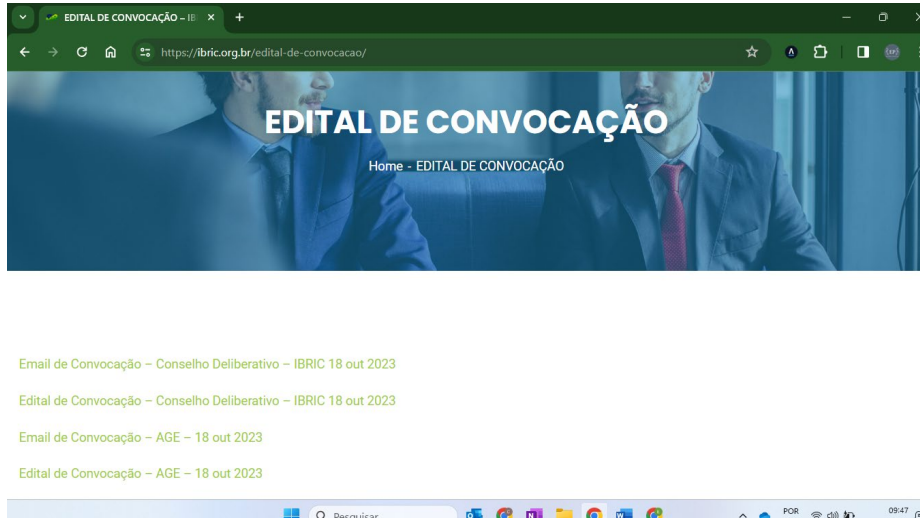 EDITAL DE CONVOCAÇÃO – IB
https://ibric.org.br/edital-de-convocacao/
EDITAL DE CONVOCAÇÃO
Home - EDITAL DE CONVOCAÇÃO
Email de Convocação – Conselho Deliberativo – IBRIC 18 out 2023
Edital de Convocação – Conselho Deliberativo – IBRIC 18 out 2023
Email de Convocação – AGE – 18 out 2023
Edital de Convocação – AGE – 18 out 2023
Pesquisar
POR
09:47